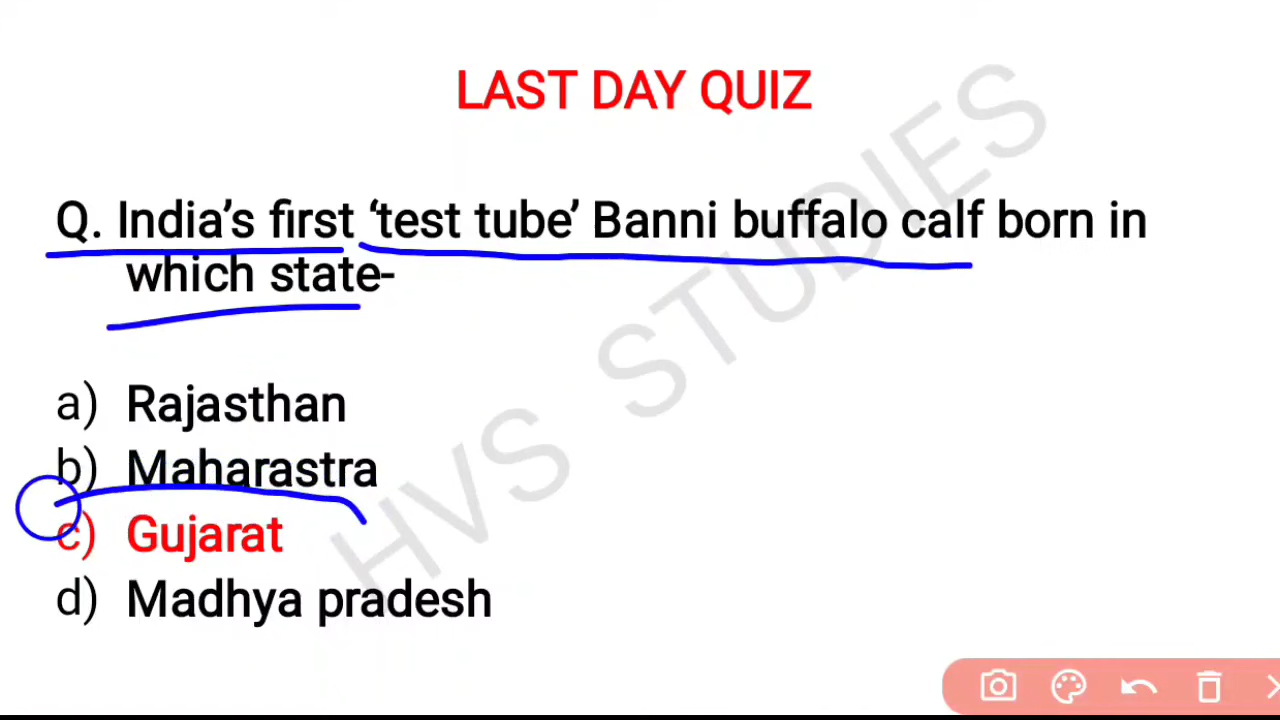 LAST DAY QUIZ
Q. India’s first ‘test tube’ Banni buffalo calf born in
which state-
a) Rajasthan
b) Maharastra
c) Gujarat
d) Madhya pradesh
HVS STUDIES